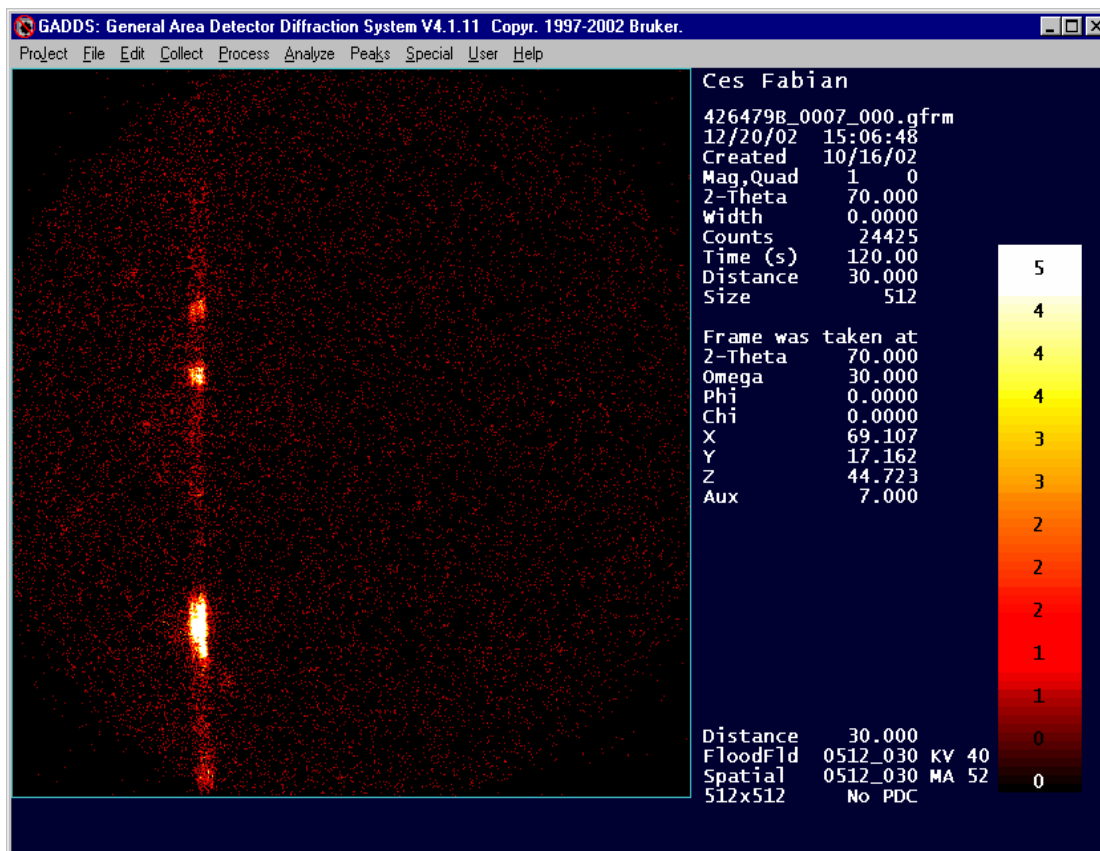 GADDS: General Area Detector Diffraction System V4.1.11 Copyr. 1997-2002 Bruker.
ProJect File Edit Collect Process Analyze Peaks Special User Help
Ces Fabian
426479B_0007_000.gfrm
12/20/02 15:06:48
Created 10/16/02
Mag,Quad 1 0
2-Theta 70.000
Width 0.0000
Counts 24425
Time (s) 120.00
Distance 30.000
Size 512
Frame was taken at
2-Theta 70.000
Omega 30.000
Phi 0.0000
Chi 0.0000
X 69.107
Y 17.162
Z 44.723
Aux 7.000
Distance 30.000
FloodFld 0512_030 KV 40
Spatial 0512_030 MA 52
512x512 No PDC
5
4
4
4
3
3
2
2
2
1
1
0
0